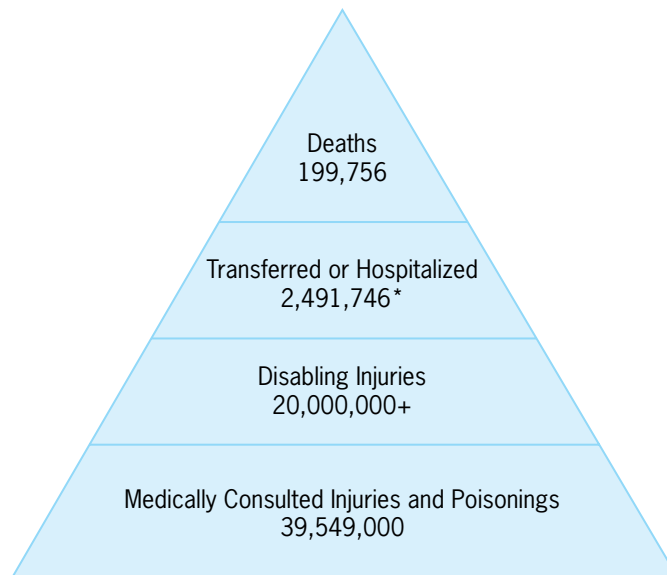 Deaths
199,756
Transferred or Hospitalized
2,491,746*
Disabling Injuries
20,000,000+
Medically Consulted Injuries and Poisonings
39,549,000